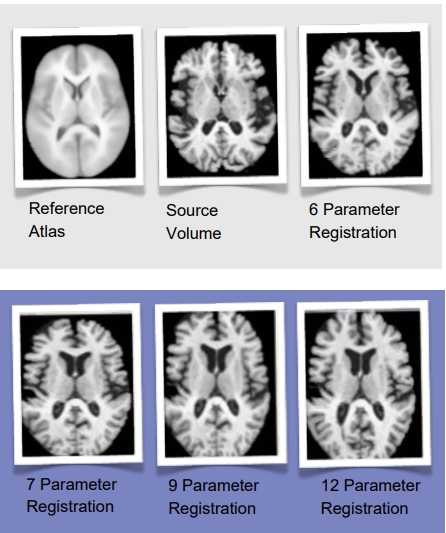 Reference
Atlas
Source
Volume
6 Parameter
Registration
7 Parameter
Registration
9 Parameter
Registration
12 Parameter
Registration